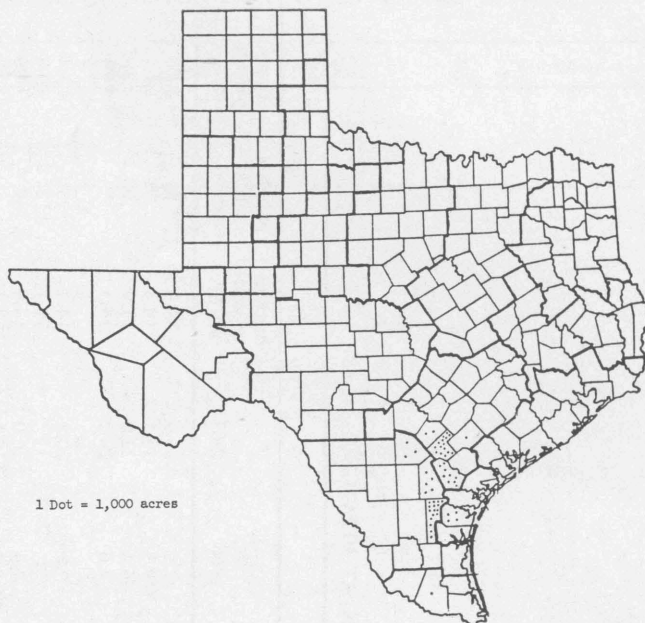 1 Dot = 1,000 acres